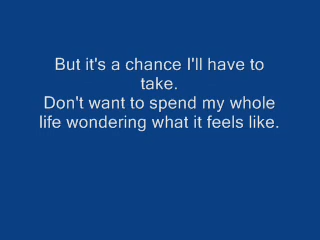 But it's a chance I'll have to
take.
Don't want to spend my whole
life wondering what it feels like.